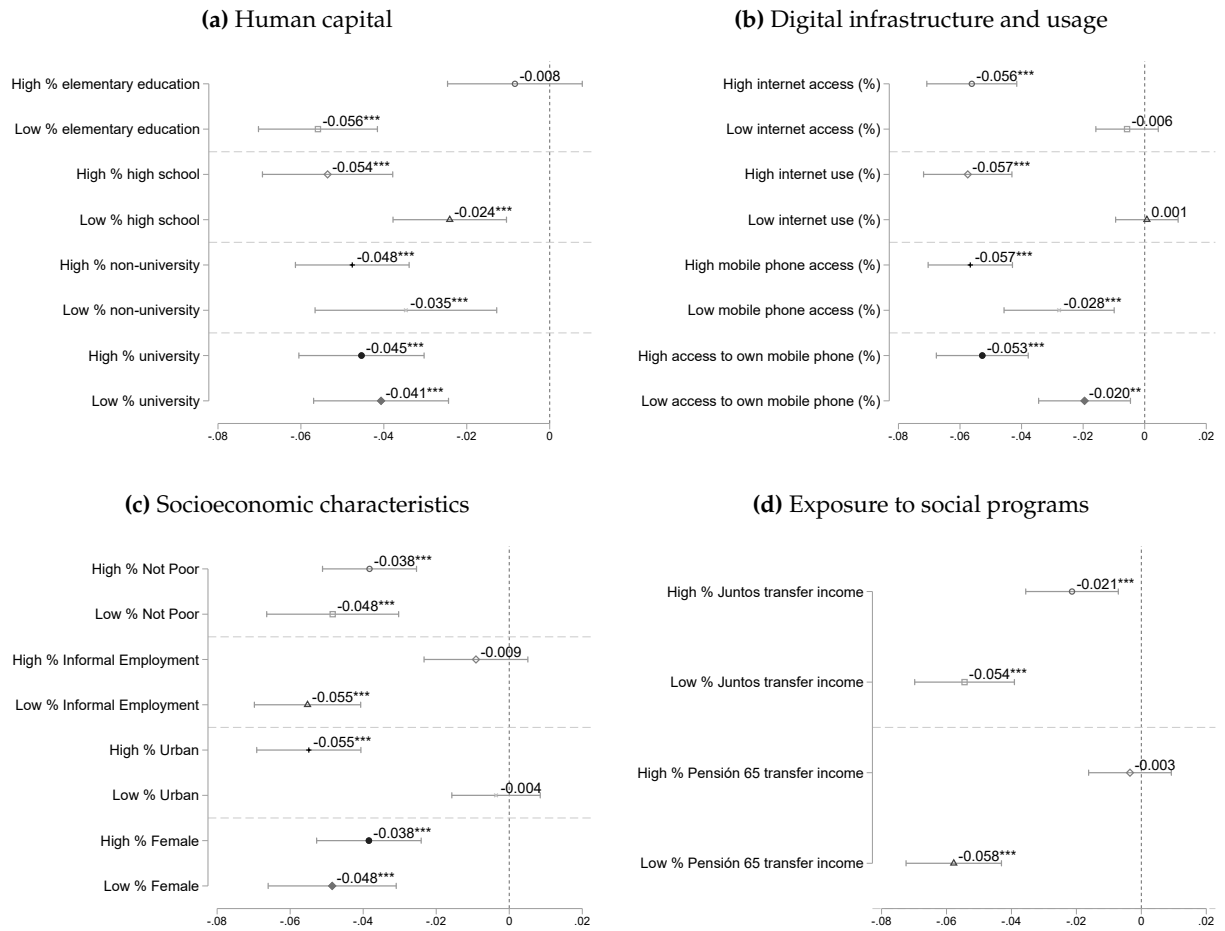 (a) Human capital
High % elementary education -0.008
Low % elementary education -0.056***
High % high school -0.054***
Low % high school -0.024***
High % non-university -0.048***
Low % non-university -0.035***
High % university -0.045***
Low % university -0.041***
-.08 -.06 -.04 -.02 0
(b) Digital infrastructure and usage
High internet access (%) -0.056***
Low internet access (%) -0.006
High internet use (%) -0.057***
Low internet use (%) 0.001
High mobile phone access (%) -0.057***
Low mobile phone access (%) -0.028***
High access to own mobile phone (%) -0.053***
Low access to own mobile phone (%) -0.020**
-.08 -.06 -.04 -.02 0 .02
(c) Socioeconomic characteristics
High % Not Poor -0.038***
Low % Not Poor -0.048***
High % Informal Employment -0.009
Low % Informal Employment -0.055***
High % Urban -0.055***
Low % Urban -0.004
High % Female -0.038***
Low % Female -0.048***
-.08 -.06 -.04 -.02 0 .02
(d) Exposure to social programs
High % Juntos transfer income -0.021***
Low % Juntos transfer income -0.054***
High % Pensión 65 transfer income -0.003
Low % Pensión 65 transfer income -0.058***
-.08 -.06 -.04 -.02 0 .02